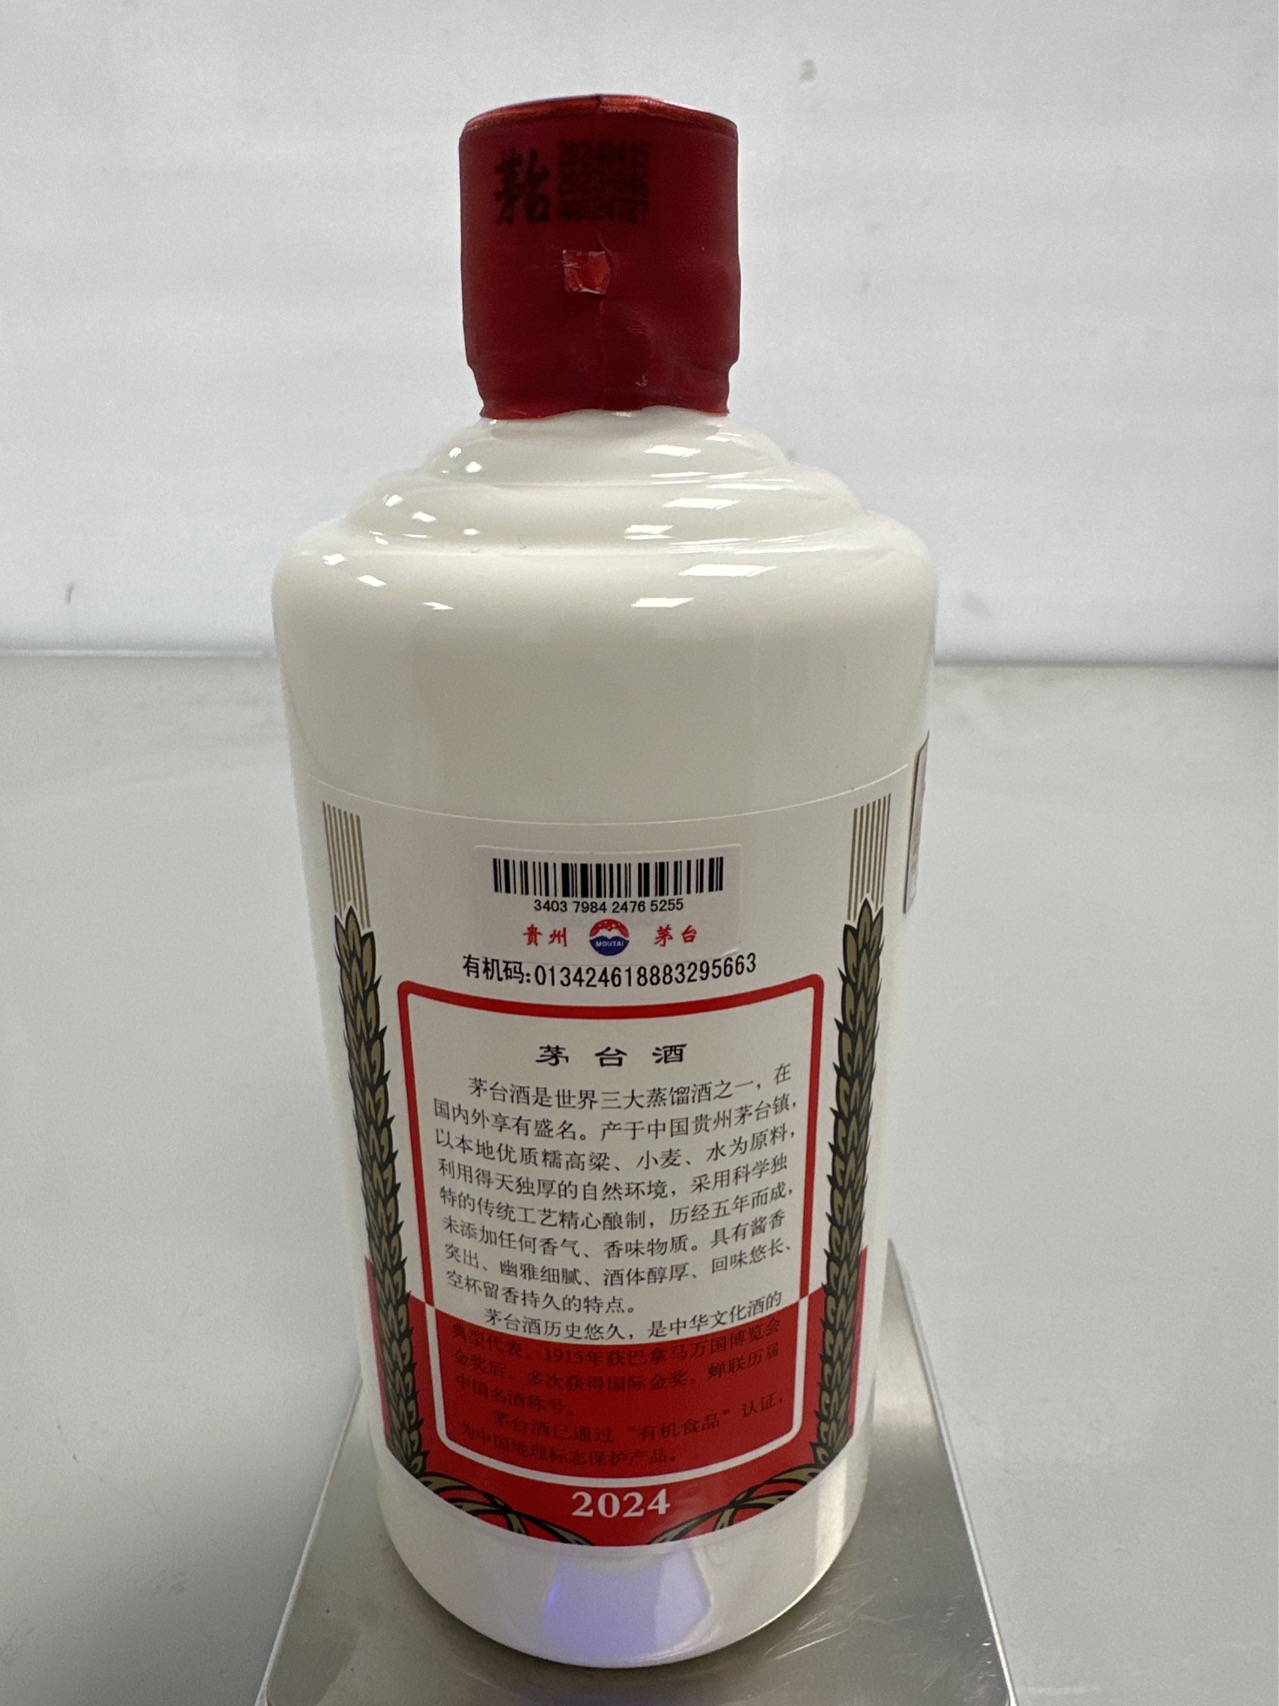 茅台
20240415
3403 7984 2476 5255
贵州 MOUTAI 茅台
有机码:013424618883295663
茅台酒
茅台酒是世界三大蒸馏酒之一，在
国内外享有盛名。产于中国贵州茅台镇，
以本地优质糯高粱、小麦、水为原料，
利用得天独厚的自然环境，采用科学独
特的传统工艺精心酿制，历经五年而成，
未添加任何香气、香味物质。具有酱香
突出、幽雅细腻、酒体醇厚、回味悠长、
空杯留香持久的特点。
茅台酒历史悠久，是中华文化酒的
典型代表。1915年获巴拿马万国博览会
金奖后，多次获得国际金奖，蝉联历届
中国名酒称号。
茅台酒已通过“有机食品”认证，
为中国地理标志保护产品。
2024